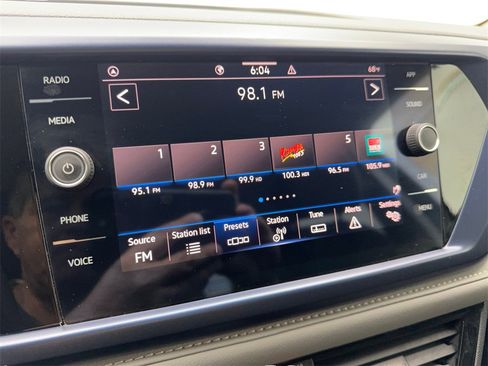 RADIO
MEDIA
PHONE
VOICE
6:04
68°F
98.1 FM
1
2
3
5
95.1 FM
98.9 FM
99.9 HD
100.3 HD1
96.5 FM
105.9 HD1
Source
FM
Station list
Presets
Station
Tune
Alerts
Settings
APP
SOUND
CAR
MENU